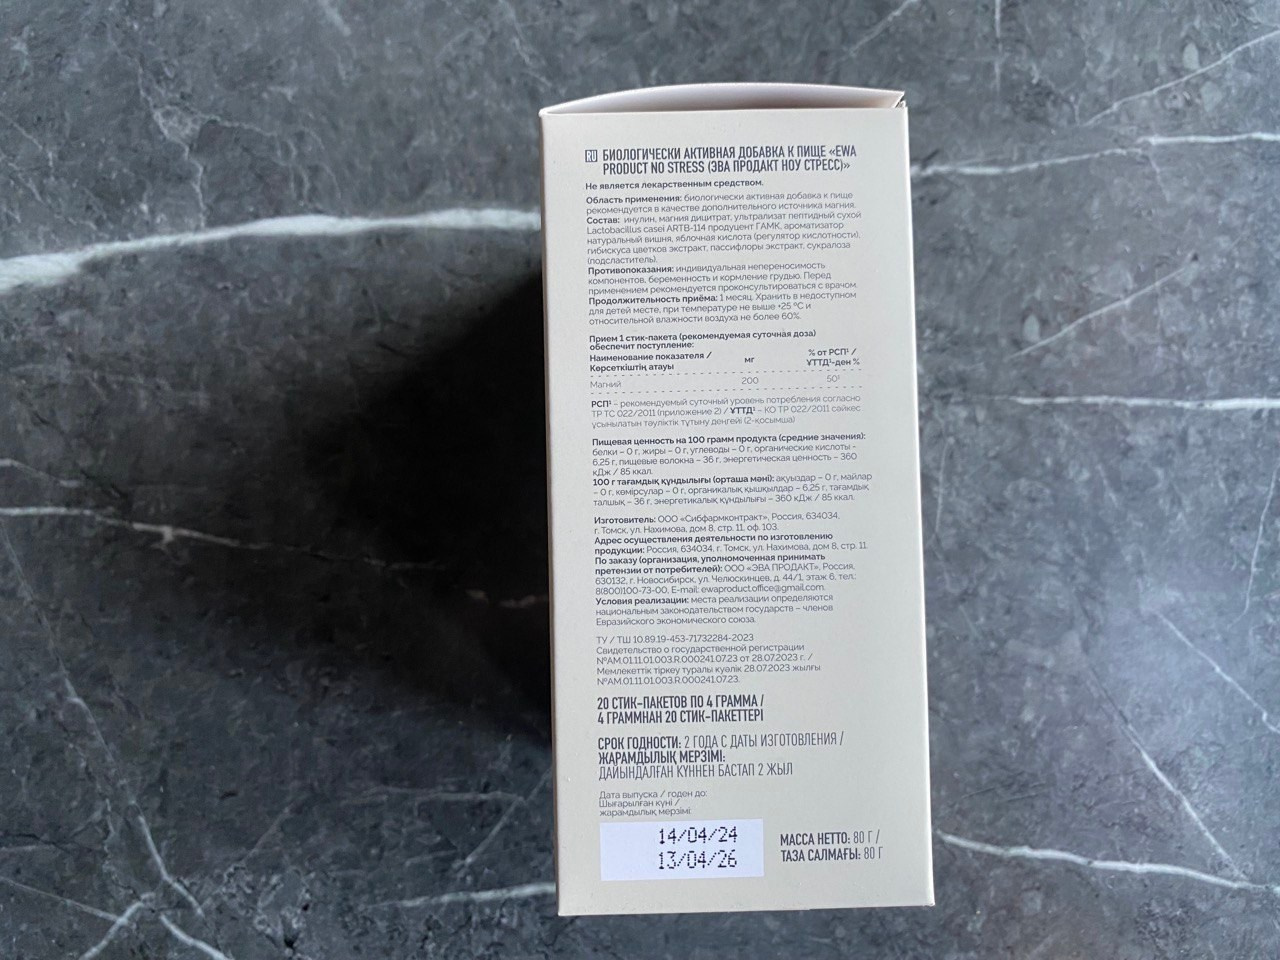 RU БИОЛОГИЧЕСКИ АКТИВНАЯ ДОБАВКА К ПИЩЕ «EWA
PRODUCT NO STRESS (ЭВА ПРОДАКТ НОУ СТРЕСС)»
Не является лекарственным средством.
Область применения: биологически активная добавка к пище
рекомендуется в качестве дополнительного источника магния.
Состав: инулин, магния дицитрат, ультрализат пептидный сухой
Lactobacillus casei ARTB-114 продуцент ГАМК, ароматизатор
натуральный вишня, яблочная кислота (регулятор кислотности),
гибискуса цветков экстракт, пассифлоры экстракт, сукралоза
(подсластитель).
Противопоказания: индивидуальная непереносимость
компонентов, беременность и кормление грудью. Перед
применением рекомендуется проконсультироваться с врачом.
Продолжительность приёма: 1 месяц. Хранить в недоступном
для детей месте, при температуре не выше +25 °С и
относительной влажности воздуха не более 60%.
Прием 1 стик-пакета (рекомендуемая суточная доза)
обеспечит поступление:
Наименование показателя / мг % от РСП¹ /
Көрсеткіштің атауы ҰТТД¹-ден %
Магний 200 50²
РСП¹ – рекомендуемый суточный уровень потребления согласно
ТР ТС 022/2011 (приложение 2) / ҰТТД¹ – КО ТР 022/2011 сәйкес
ұсынылатын тәуліктік тұтыну деңгейі (2-қосымша)
Пищевая ценность на 100 грамм продукта (средние значения):
белки – 0 г, жиры – 0 г, углеводы – 0 г, органические кислоты -
6,25 г, пищевые волокна – 36 г, энергетическая ценность – 360
кДж / 85 ккал.
100 г тағамдық құндылығы (орташа мәні): ақуыздар – 0 г, майлар
– 0 г, көмірсулар – 0 г, органикалық қышқылдар – 6,25 г, тағамдық
талшық – 36 г, энергетикалық құндылығы – 360 кДж / 85 ккал.
Изготовитель: ООО «Сибфармконтракт», Россия, 634034,
г. Томск, ул. Нахимова, дом 8, стр. 11, оф. 103.
Адрес осуществления деятельности по изготовлению
продукции: Россия, 634034, г. Томск, ул. Нахимова, дом 8, стр. 11.
По заказу (организация, уполномоченная принимать
претензии от потребителей): ООО «ЭВА ПРОДАКТ», Россия,
630132, г. Новосибирск, ул. Челюскинцев, д. 44/1, этаж 6, тел.:
8(800)100-73-00, E-mail: ewaproduct.office@gmail.com.
Условия реализации: места реализации определяются
национальным законодательством государств – членов
Евразийского экономического союза.
ТУ / ТШ 10.89.19-453-71732284-2023
Свидетельство о государственной регистрации
№AM.01.11.01.003.R.000241.07.23 от 28.07.2023 г. /
Мемлекеттік тіркеу туралы куәлік 28.07.2023 жылғы
№AM.01.11.01.003.R.000241.07.23.
20 СТИК-ПАКЕТОВ ПО 4 ГРАММА /
4 ГРАММНАН 20 СТИК-ПАКЕТТЕРІ
СРОК ГОДНОСТИ: 2 ГОДА С ДАТЫ ИЗГОТОВЛЕНИЯ /
ЖАРАМДЫЛЫҚ МЕРЗІМІ:
ДАЙЫНДАЛҒАН КҮННЕН БАСТАП 2 ЖЫЛ
Дата выпуска / годен до:
Шығарылған күні /
жарамдылық мерзімі:
14/04/24
13/04/26
МАССА НЕТТО: 80 Г /
ТАЗА САЛМАҒЫ: 80 Г